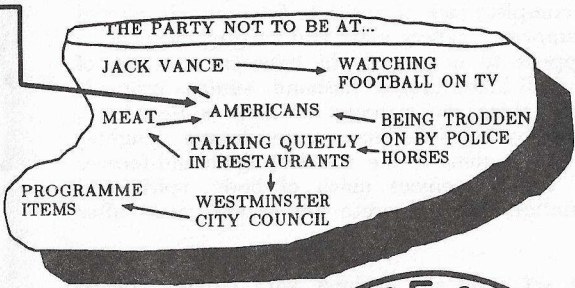 THE PARTY NOT TO BE AT...
JACK VANCE
WATCHING
FOOTBALL ON TV
MEAT
AMERICANS
BEING TRODDEN
ON BY POLICE
HORSES
TALKING QUIETLY
IN RESTAURANTS
PROGRAMME
ITEMS
WESTMINSTER
CITY COUNCIL